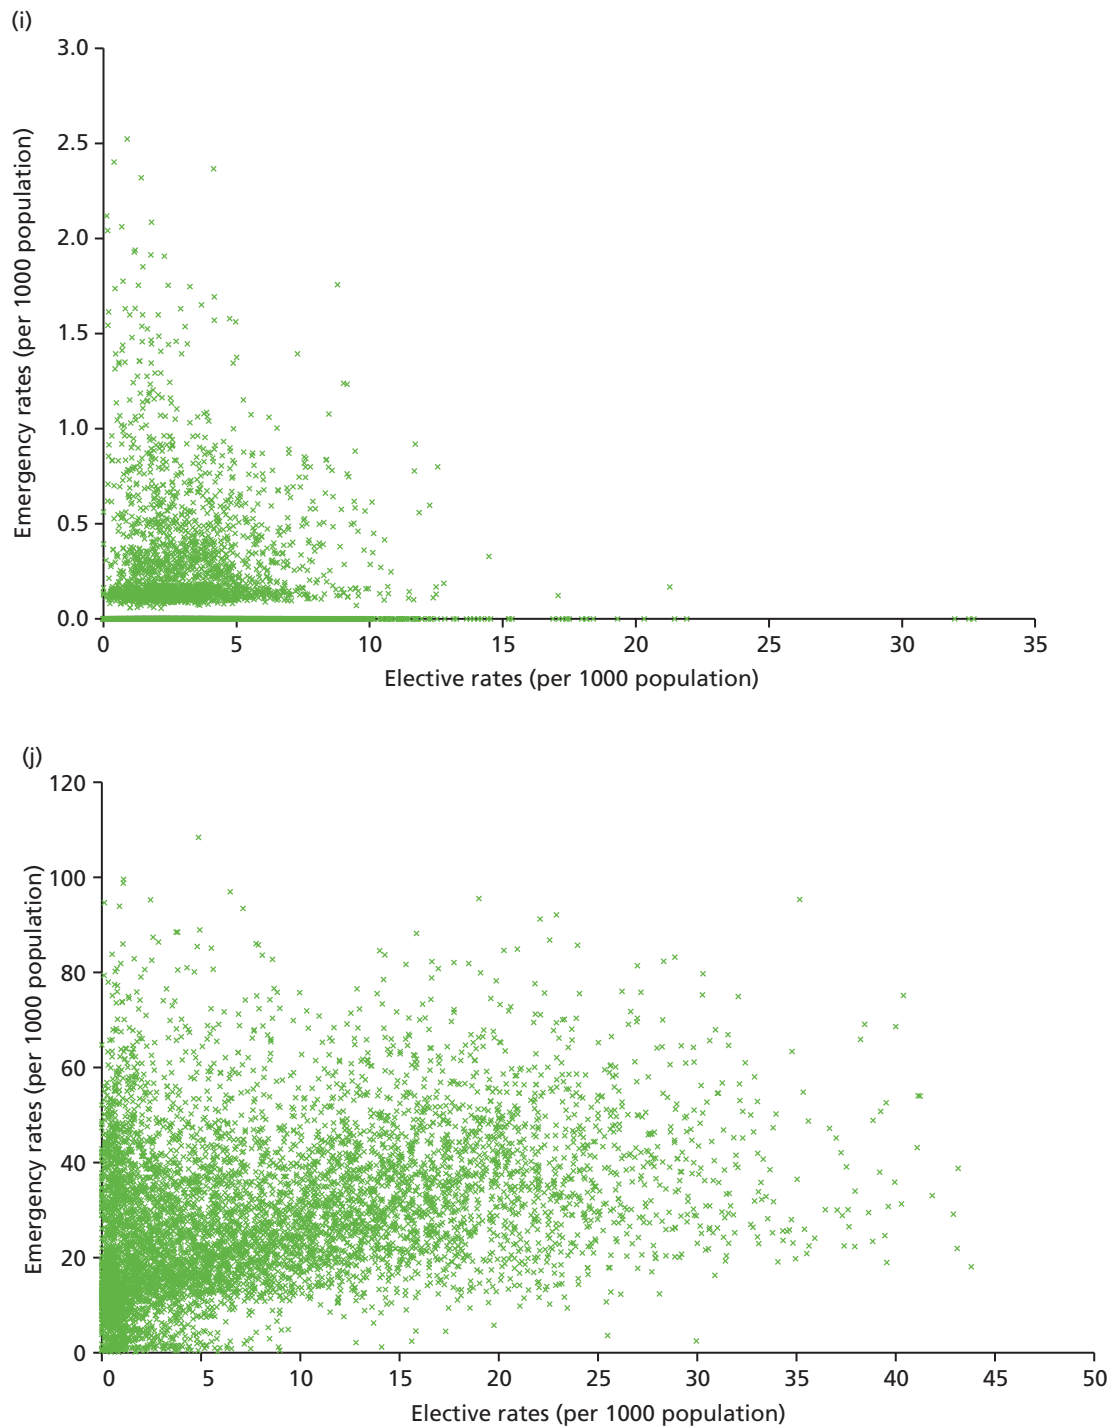 (i)
3.0
2.5
2.0
1.5
1.0
0.5
0.0
Emergency rates (per 1000 population)
0 5 10 15 20 25 30 35
Elective rates (per 1000 population)
(j)
120
100
80
60
40
20
0
Emergency rates (per 1000 population)
0 5 10 15 20 25 30 35 40 45 50
Elective rates (per 1000 population)